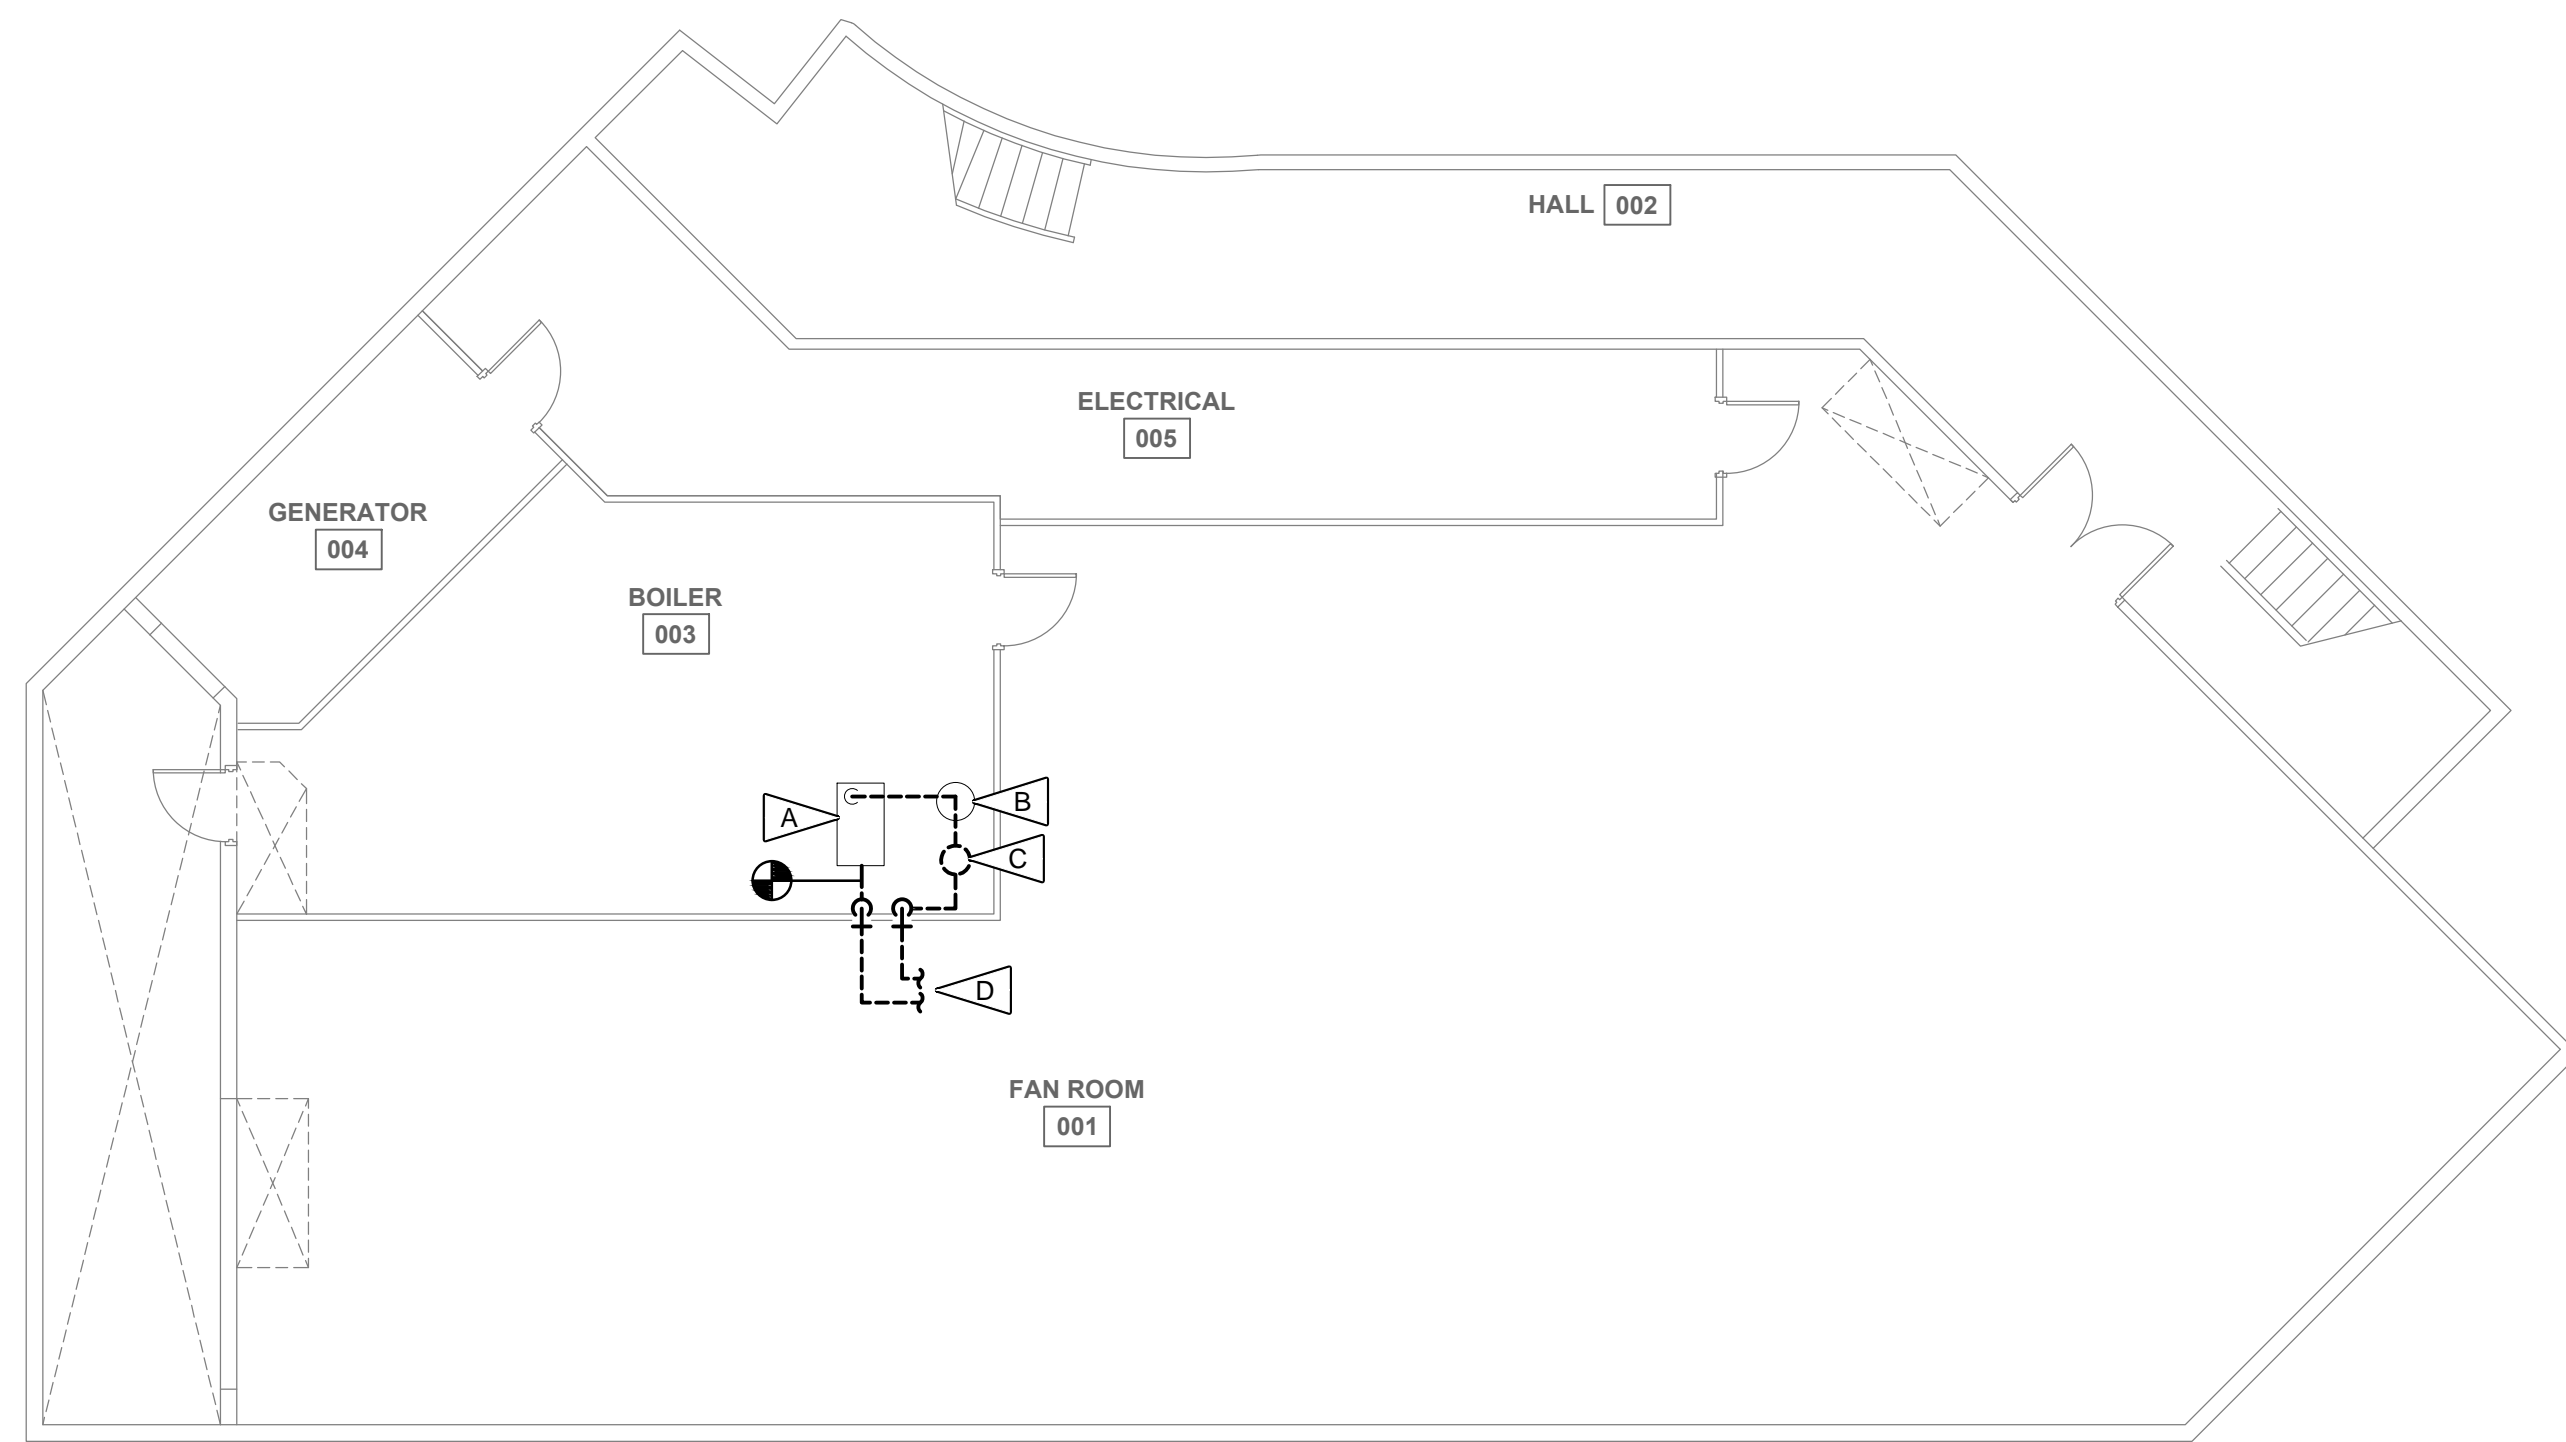 HALL 002
ELECTRICAL
005
GENERATOR
004
BOILER
003
A
B
C
D
FAN ROOM
001